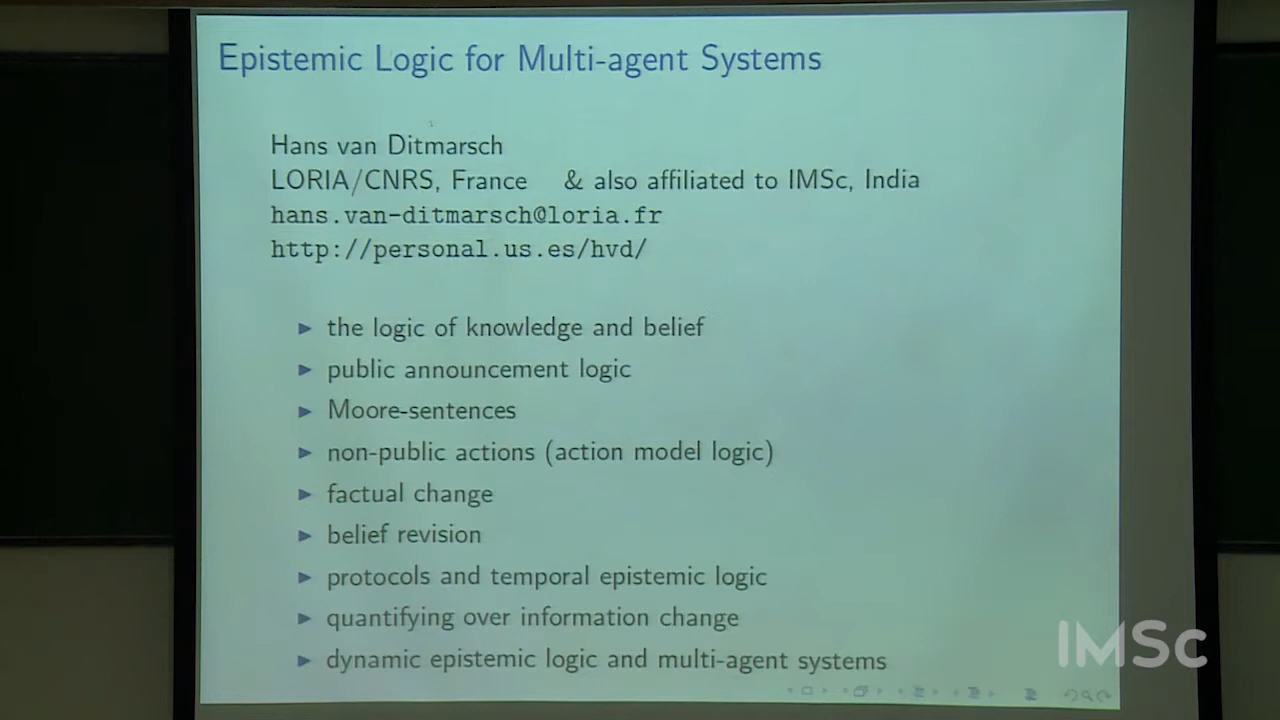 Epistemic Logic for Multi-agent Systems
Hans van Ditmarsch
LORIA/CNRS, France & also affiliated to IMSc, India
hans.van-ditmarsch@loria.fr
http://personal.us.es/hvd/
▶ the logic of knowledge and belief
▶ public announcement logic
▶ Moore-sentences
▶ non-public actions (action model logic)
▶ factual change
▶ belief revision
▶ protocols and temporal epistemic logic
▶ quantifying over information change
▶ dynamic epistemic logic and multi-agent systems
IMSc